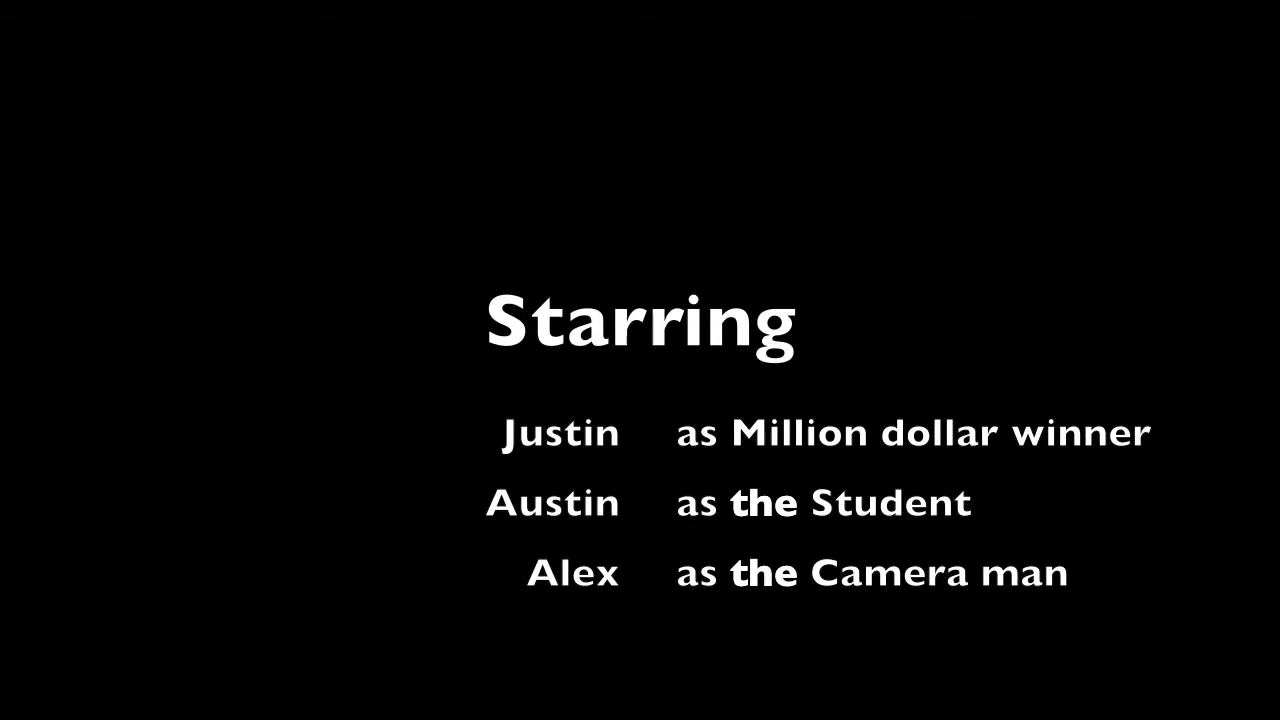 Starring
Justin as Million dollar winner
Austin as the Student
Alex as the Camera man